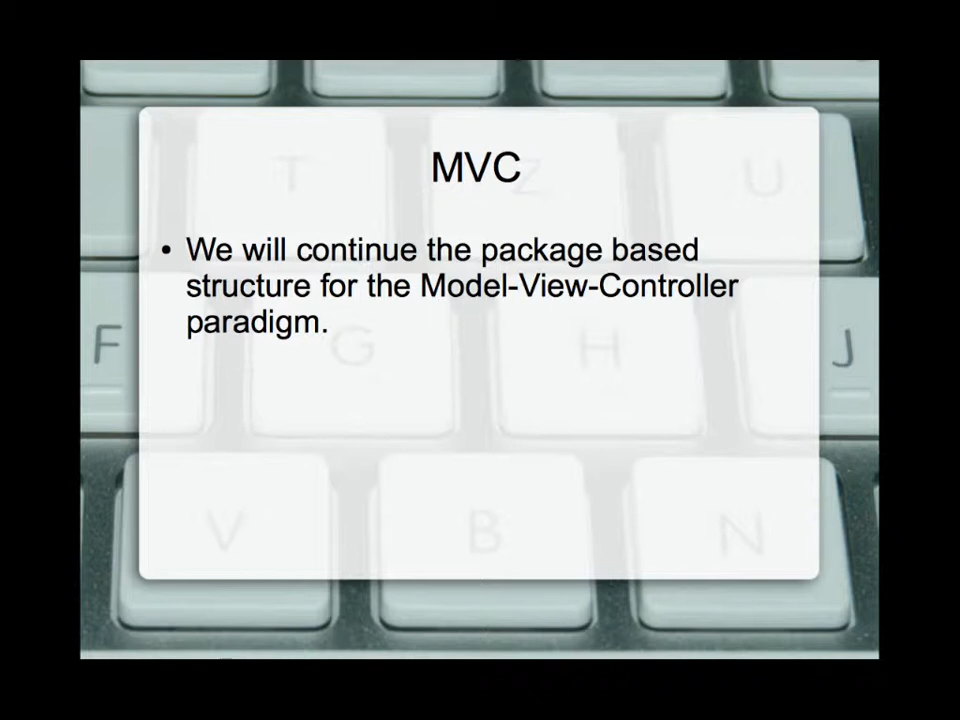 MVC
• We will continue the package based
structure for the Model-View-Controller
paradigm.
T Z U
F G H J
V B N